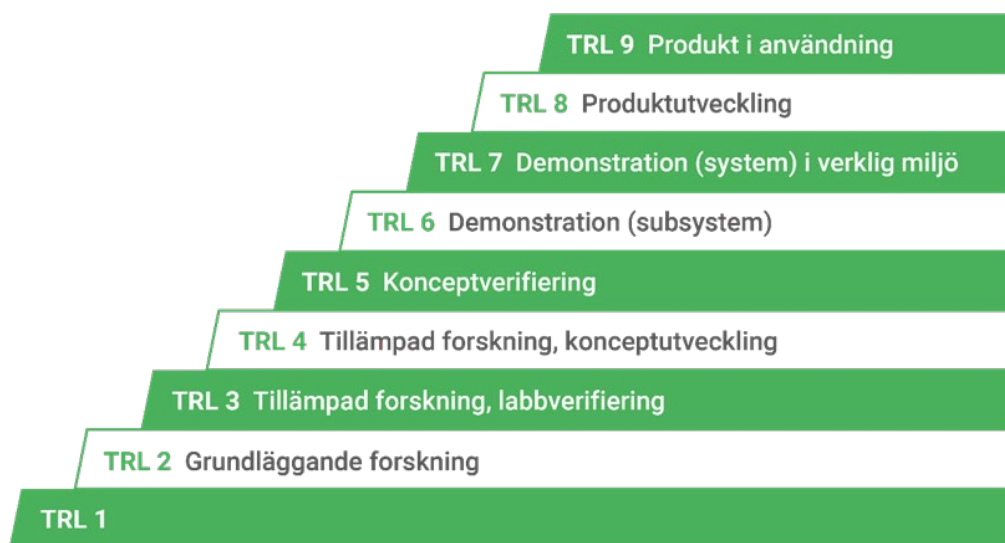 TRL 9 Produkt i användning
TRL 8 Produktutveckling
TRL 7 Demonstration (system) i verklig miljö
TRL 6 Demonstration (subsystem)
TRL 5 Konceptverifiering
TRL 4 Tillämpad forskning, konceptutveckling
TRL 3 Tillämpad forskning, labbverifiering
TRL 2 Grundläggande forskning
TRL 1